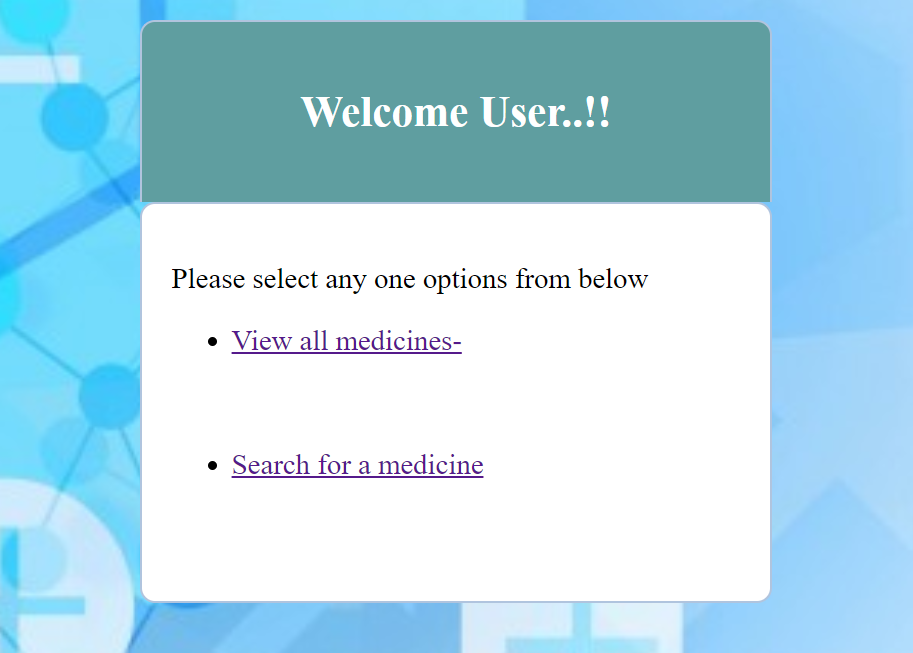 Welcome User..!!
Please select any one options from below
View all medicines-
Search for a medicine